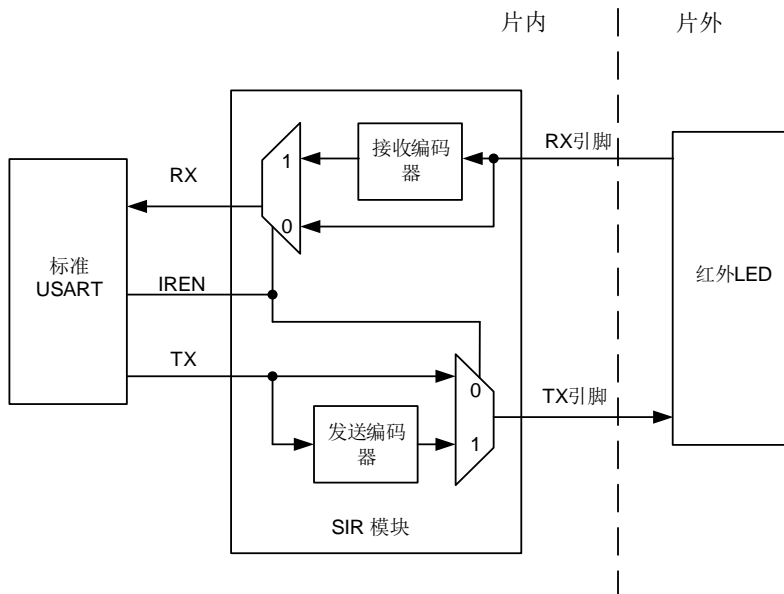 片内
片外
接收编码
器
1
0
RX引脚
RX
标准
USART
IREN
红外LED
TX
0
1
发送编码
器
TX引脚
SIR 模块